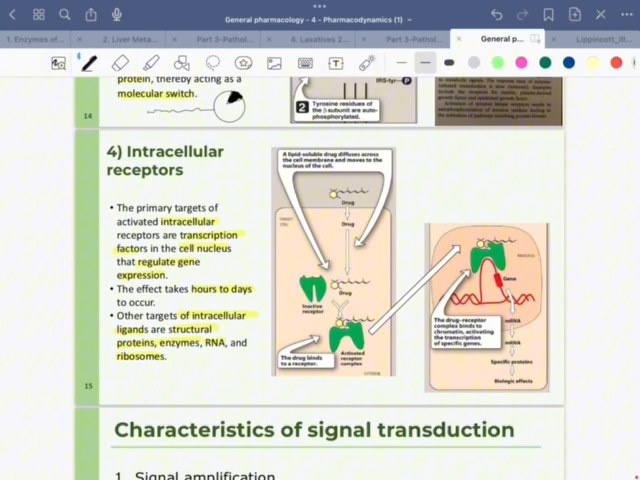 General pharmacology - 4 - Pharmacodynamics (1)
1. Enzymes of...
2. Liver Meta...
Part 3-Pathol...
4. Laxatives 2...
Part 3-Pathol...
General p...
Lippincott_Ill...
protein, thereby acting as a
molecular switch.
14
IRS-tyr— P
2 Tyrosine residues of
the β subunit are auto-
phosphorylated.
4) Intracellular
receptors
• The primary targets of
activated intracellular
receptors are transcription
factors in the cell nucleus
that regulate gene
expression.
• The effect takes hours to days
to occur.
• Other targets of intracellular
ligands are structural
proteins, enzymes, RNA, and
ribosomes.
15
A lipid-soluble drug diffuses across
the cell membrane and moves to the
nucleus of the cell.
Drug
TARGET
CELL
Drug
Drug
Inactive
receptor
The drug binds
to a receptor.
Activated
receptor
complex
CYTOSOL
NUCLEUS
Gene
The drug–receptor
complex binds to
chromatin, activating
the transcription
of specific genes.
mRNA
mRNA
Specific proteins
Biologic effects
Characteristics of signal transduction
1. Signal amplification